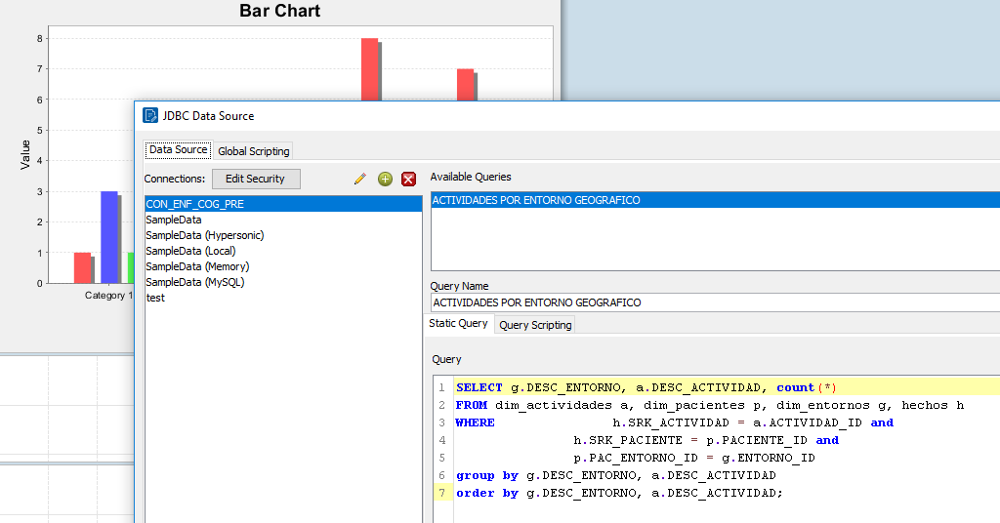 Bar Chart
8
7
6
5
4
3
2
1
0
Value
Category 1
JDBC Data Source
Data Source
Global Scripting
Connections:
Edit Security
CON_ENF_COG_PRE
SampleData
SampleData (Hypersonic)
SampleData (Local)
SampleData (Memory)
SampleData (MySQL)
test
Available Queries
ACTIVIDADES POR ENTORNO GEOGRAFICO
Query Name
ACTIVIDADES POR ENTORNO GEOGRAFICO
Static Query
Query Scripting
Query
1 SELECT g.DESC_ENTORNO, a.DESC_ACTIVIDAD, count(*)
2 FROM dim_actividades a, dim_pacientes p, dim_entornos g, hechos h
3 WHERE h.SRK_ACTIVIDAD = a.ACTIVIDAD_ID and
4 h.SRK_PACIENTE = p.PACIENTE_ID and
5 p.PAC_ENTORNO_ID = g.ENTORNO_ID
6 group by g.DESC_ENTORNO, a.DESC_ACTIVIDAD
7 order by g.DESC_ENTORNO, a.DESC_ACTIVIDAD;